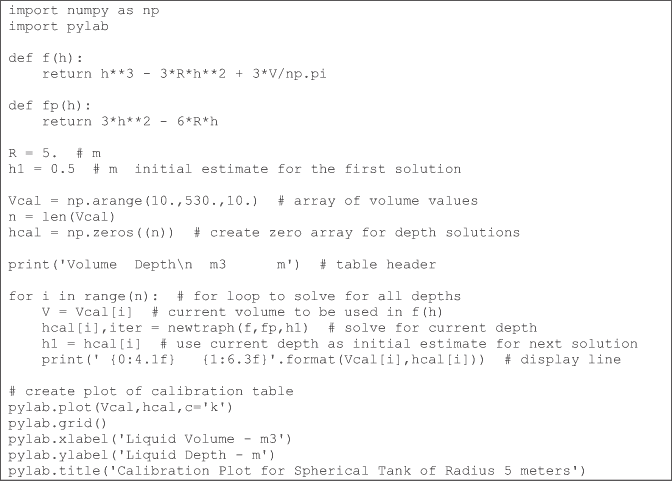 import numpy as np
import pylab
def f(h):
    return h**3 - 3*R*h**2 + 3*V/np.pi
def fp(h):
    return 3*h**2 - 6*R*h
R = 5.  # m
h1 = 0.5  # m  initial estimate for the first solution
Vcal = np.arange(10.,530.,10.)  # array of volume values
n = len(Vcal)
hcal = np.zeros((n))  # create zero array for depth solutions
print('Volume  Depth\n  m3      m')  # table header
for i in range(n):  # for loop to solve for all depths
    V = Vcal[i]  # current volume to be used in f(h)
    hcal[i],iter = newtraph(f,fp,h1)  # solve for current depth
    h1 = hcal[i]  # use current depth as initial estimate for next solution
    print(' {0:4.1f}   {1:6.3f}'.format(Vcal[i],hcal[i]))  # display line
# create plot of calibration table
pylab.plot(Vcal,hcal,c='k')
pylab.grid()
pylab.xlabel('Liquid Volume - m3')
pylab.ylabel('Liquid Depth - m')
pylab.title('Calibration Plot for Spherical Tank of Radius 5 meters')